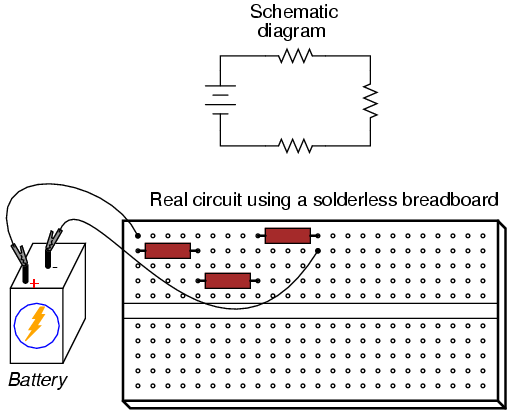 Schematic
diagram
Real circuit using a solderless breadboard
+
-
Battery